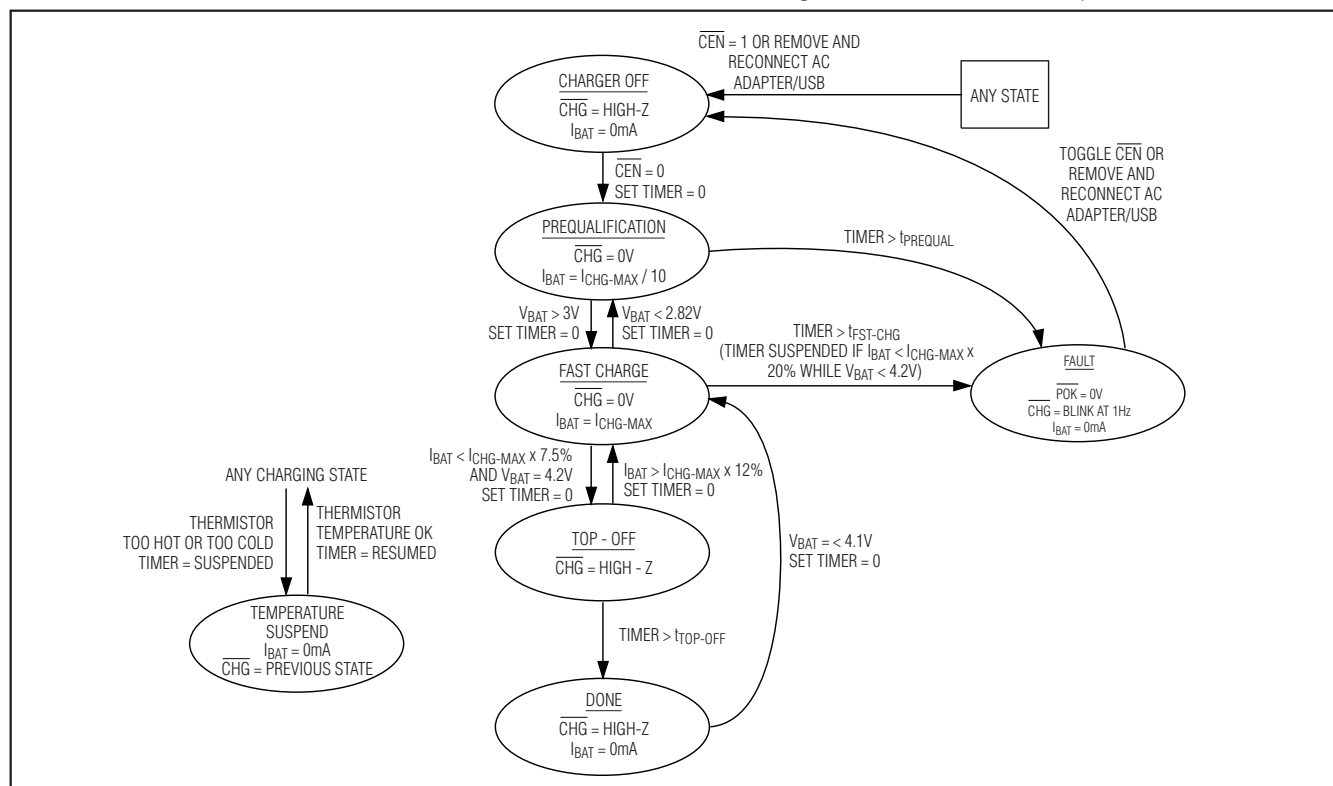 CEN = 1 OR REMOVE AND
RECONNECT AC
ADAPTER/USB
ANY STATE
CHARGER OFF
CHG = HIGH-Z
IBAT = 0mA
TOGGLE CEN OR
REMOVE AND
RECONNECT AC
ADAPTER/USB
CEN = 0
SET TIMER = 0
PREQUALIFICATION
CHG = 0V
IBAT = ICHG-MAX / 10
TIMER > tPREQUAL
VBAT > 3V
SET TIMER = 0
VBAT < 2.82V
SET TIMER = 0
TIMER > tFST-CHG
(TIMER SUSPENDED IF IBAT < ICHG-MAX x
20% WHILE VBAT < 4.2V)
FAST CHARGE
CHG = 0V
IBAT = ICHG-MAX
FAULT
POK = 0V
CHG = BLINK AT 1Hz
IBAT = 0mA
IBAT < ICHG-MAX x 7.5%
AND VBAT = 4.2V
SET TIMER = 0
IBAT > ICHG-MAX x 12%
SET TIMER = 0
ANY CHARGING STATE
THERMISTOR
TOO HOT OR TOO COLD
TIMER = SUSPENDED
THERMISTOR
TEMPERATURE OK
TIMER = RESUMED
TOP - OFF
CHG = HIGH - Z
VBAT = < 4.1V
SET TIMER = 0
TEMPERATURE
SUSPEND
IBAT = 0mA
CHG = PREVIOUS STATE
TIMER > tTOP-OFF
DONE
CHG = HIGH-Z
IBAT = 0mA